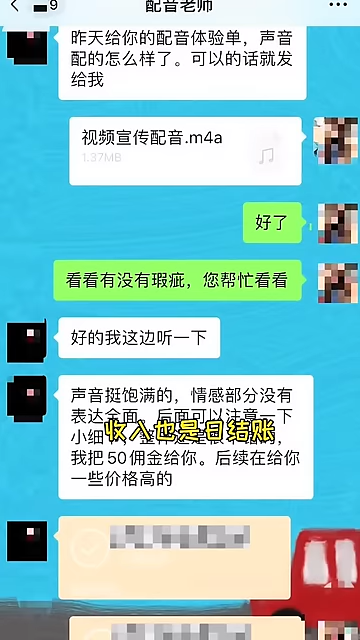 9
配音老师
昨天给你的配音体验单，声音
配的怎么样了。可以的话就发
给我
视频宣传配音.m4a
1.37MB
好了
看看有没有瑕疵，您帮忙看看
好的我这边听一下
声音挺饱满的，情感部分没有
表达全面，后面可以注意一下
小细
收入也是日结账
我把50佣金给你。后续在给你
一些价格高的